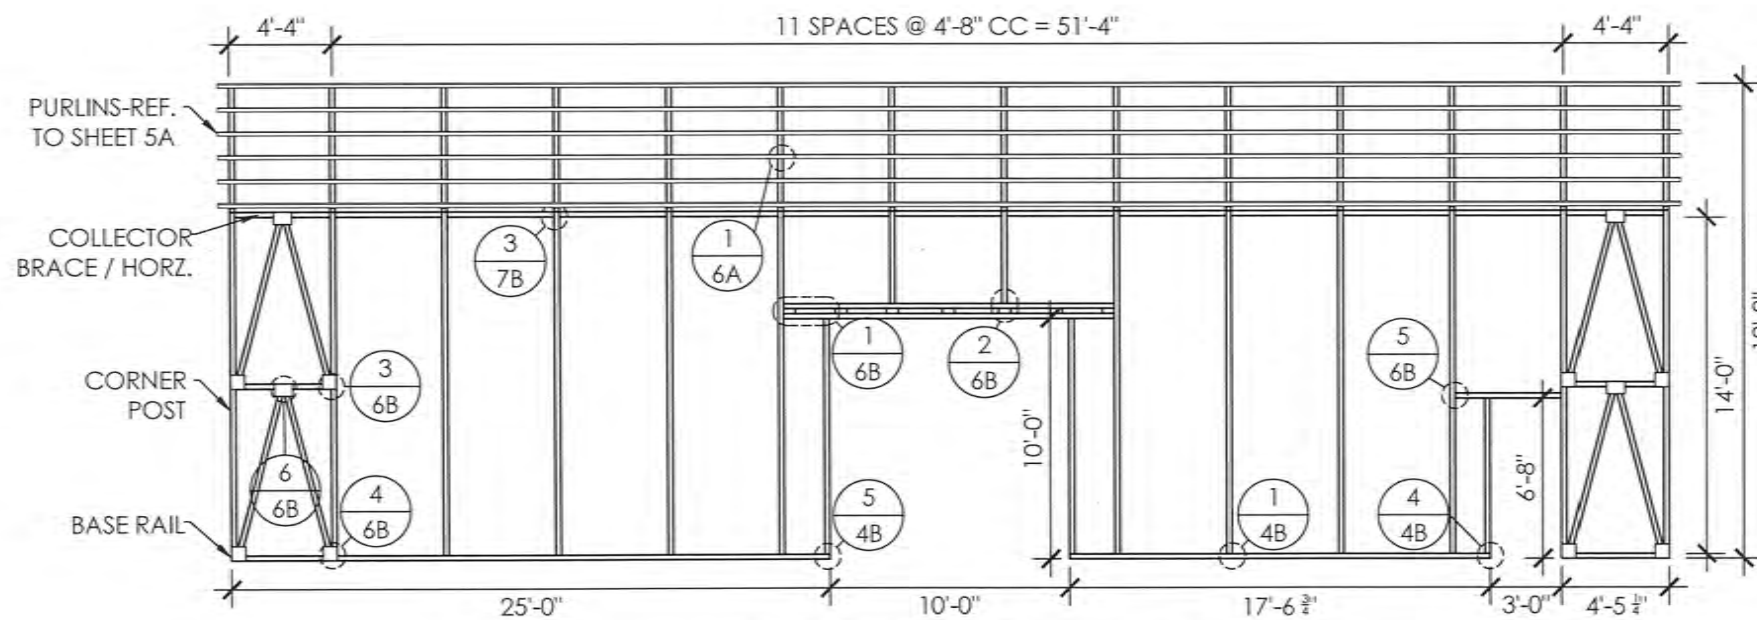 4'-4"
11 SPACES @ 4'-8" CC = 51'-4"
4'-4"
PURLINS-REF.
TO SHEET 5A
COLLECTOR
BRACE / HORZ.
3
7B
1
6A
1
6B
2
6B
5
6B
CORNER
POST
3
6B
14'-0"
10'-0"
6'-8"
6
6B
4
6B
5
4B
1
4B
4
4B
BASE RAIL
25'-0"
10'-0"
17'-6 3/4"
3'-0"
4'-5 1/4"